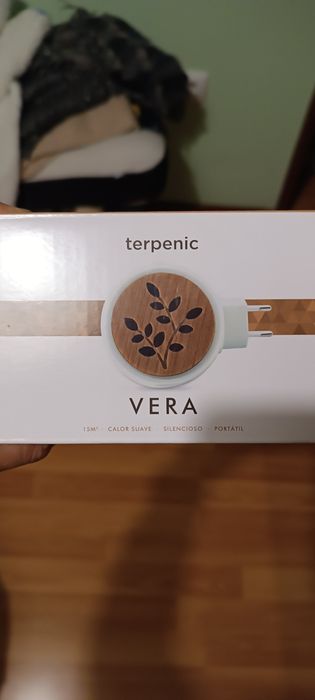 terpenic
VERA
15M² · CALOR SUAVE · SILENCIOSO · PORTÁTIL